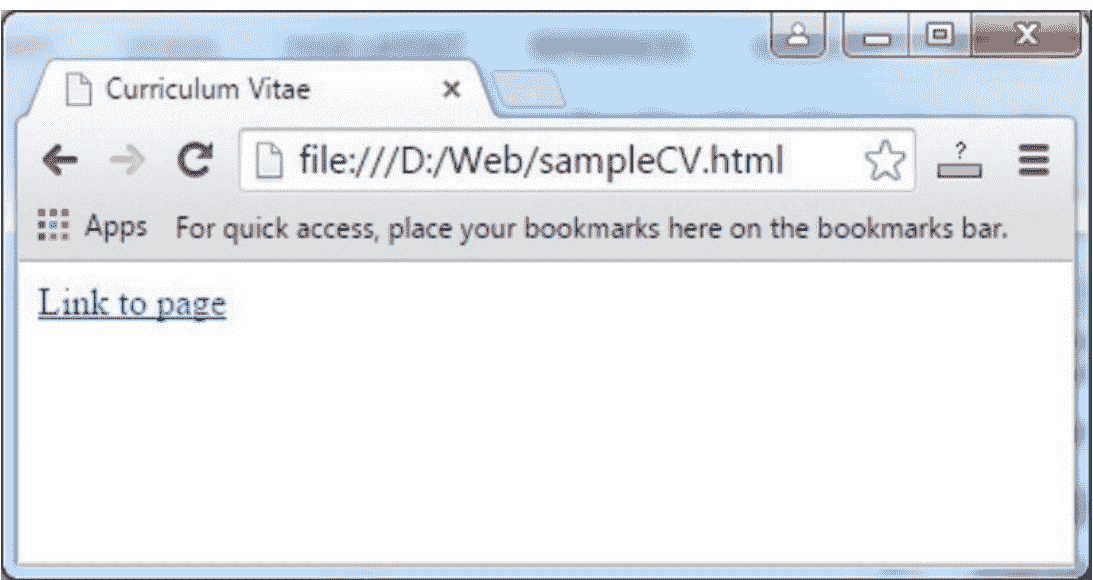 Curriculum Vitae
file:///D:/Web/sampleCV.html
?
Apps For quick access, place your bookmarks here on the bookmarks bar.
Link to page